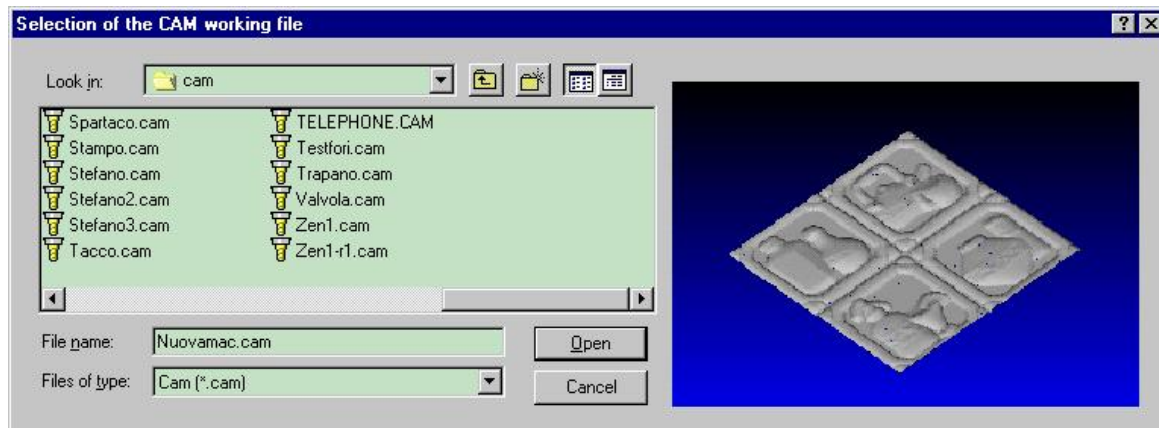 Selection of the CAM working file
Look in: cam
Spartaco.cam TELEPHONE.CAM
Stampo.cam Testfori.cam
Stefano.cam Trapano.cam
Stefano2.cam Valvola.cam
Stefano3.cam Zen1.cam
Tacco.cam Zen1-r1.cam
File name: Nuovamac.cam Open
Files of type: Cam (*.cam) Cancel